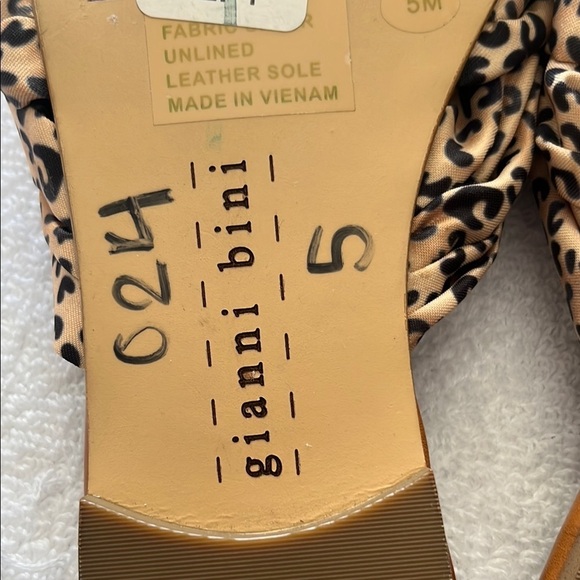 5M
FABRIC
UNLINED
LEATHER SOLE
MADE IN VIENAM
624
gianni bini
5